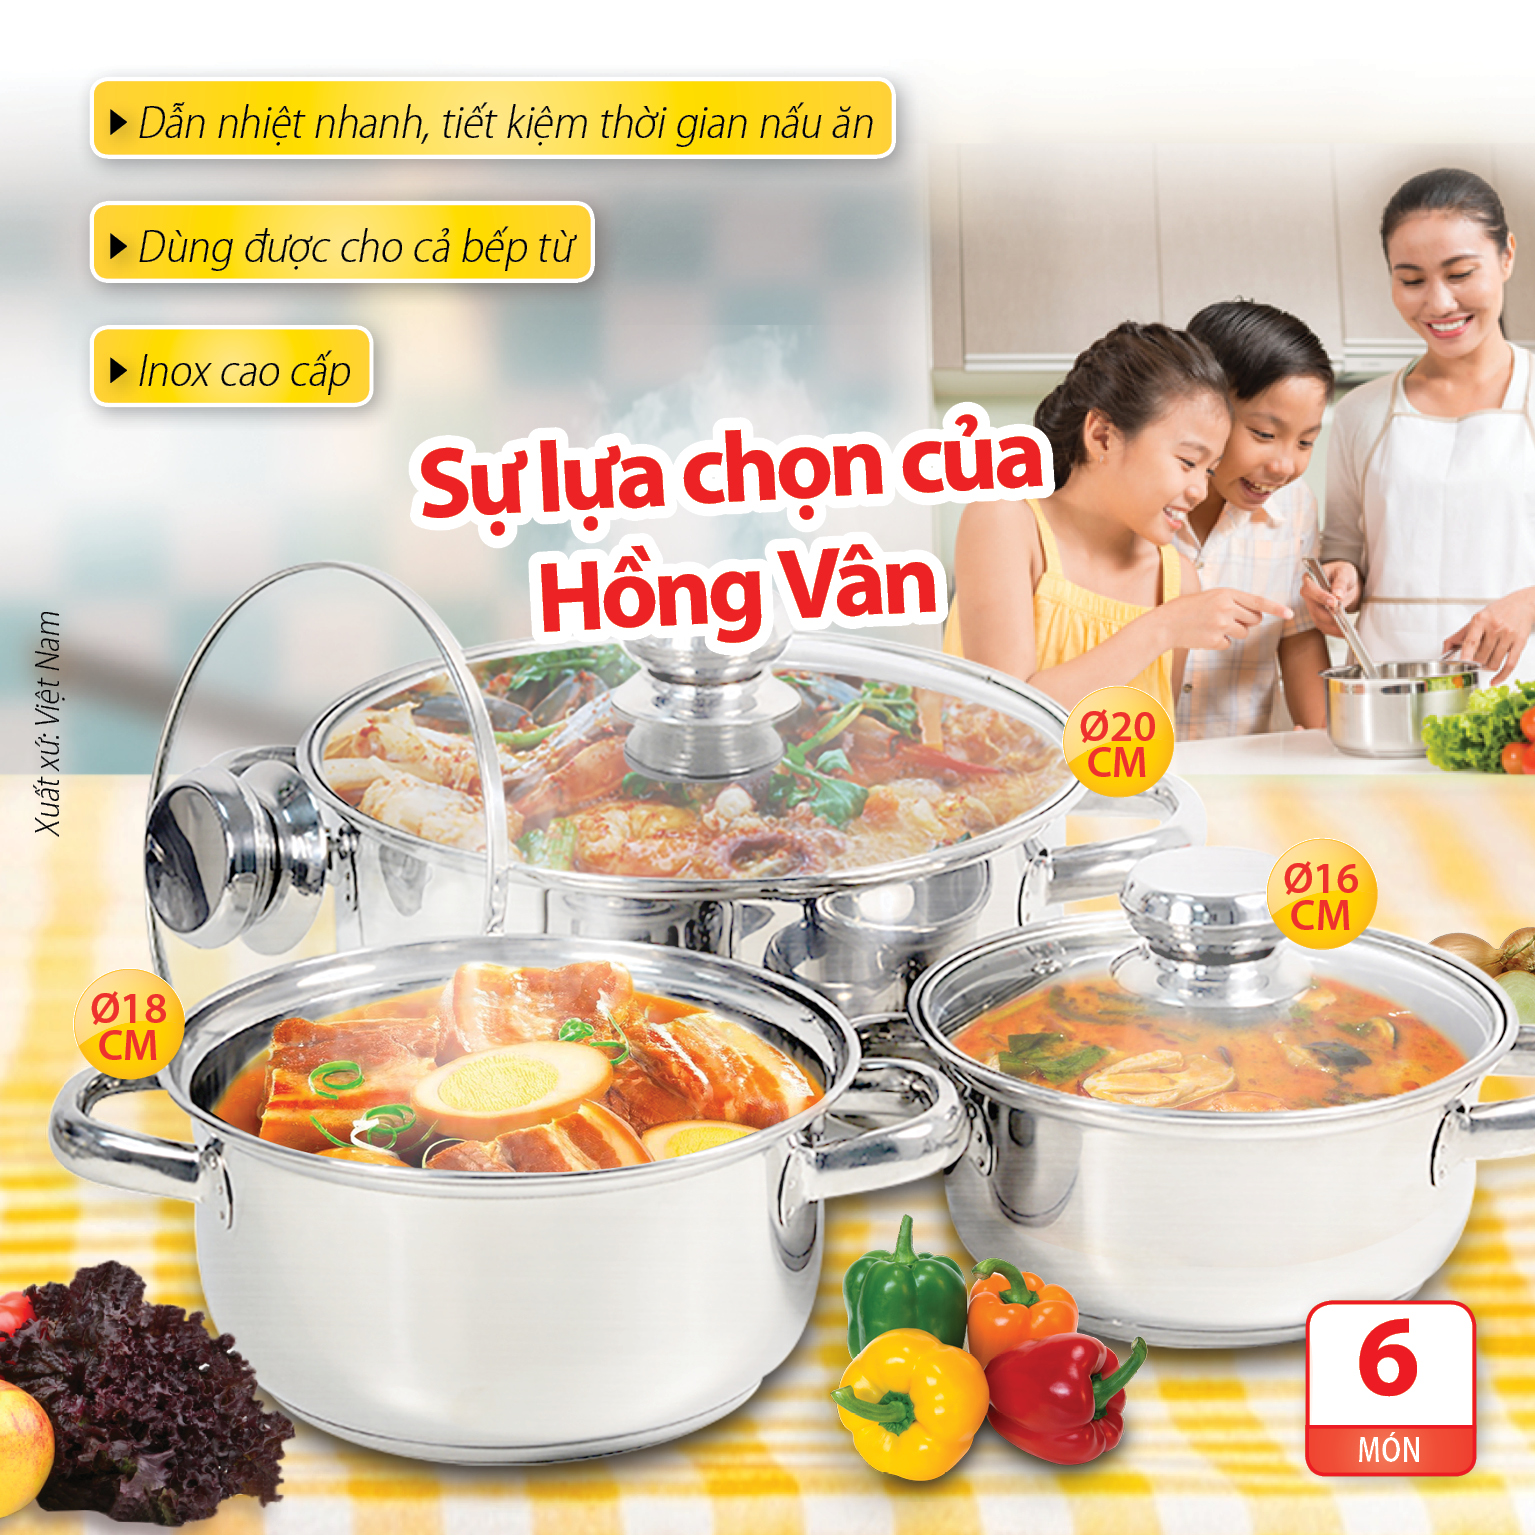 Dẫn nhiệt nhanh, tiết kiệm thời gian nấu ăn
Dùng được cho cả bếp từ
Inox cao cấp
Sự lựa chọn của
Hồng Vân
Xuất xứ: Việt Nam
Ø20
CM
Ø16
CM
Ø18
CM
6
MÓN